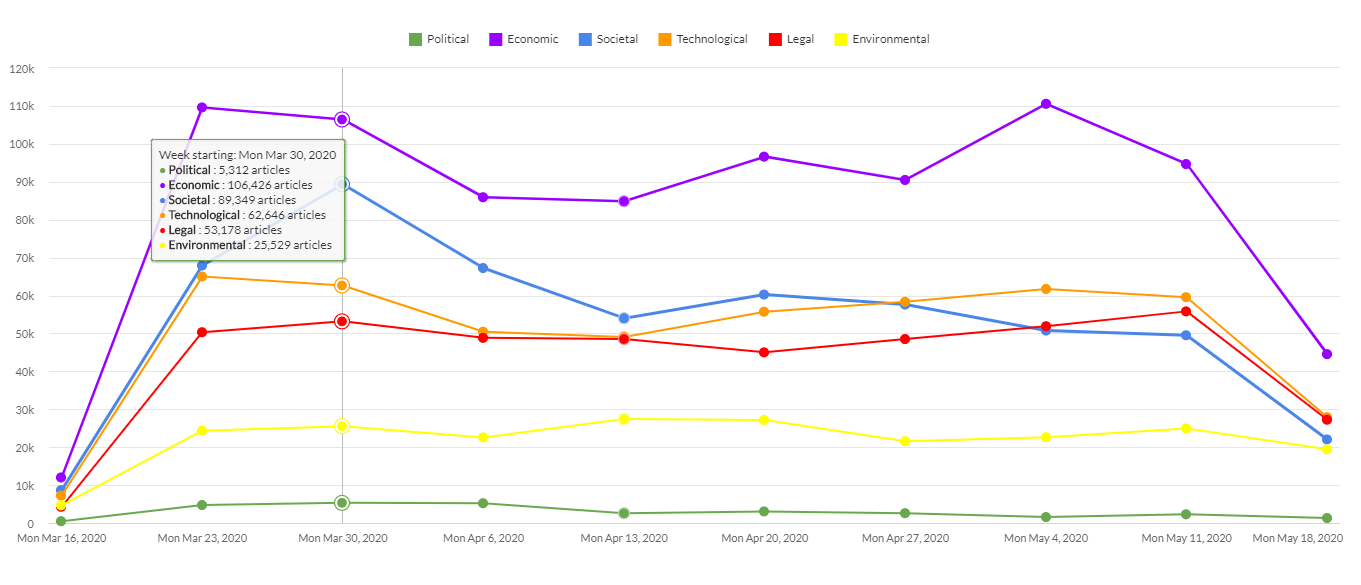 Political Economic Societal Technological Legal Environmental
120k
110k
100k
90k
80k
70k
60k
50k
40k
30k
20k
10k
0
Week starting: Mon Mar 30, 2020
Political : 5,312 articles
Economic : 106,426 articles
Societal : 89,349 articles
Technological : 62,646 articles
Legal : 53,178 articles
Environmental : 25,529 articles
Mon Mar 16, 2020 Mon Mar 23, 2020 Mon Mar 30, 2020 Mon Apr 6, 2020 Mon Apr 13, 2020 Mon Apr 20, 2020 Mon Apr 27, 2020 Mon May 4, 2020 Mon May 11, 2020 Mon May 18, 2020